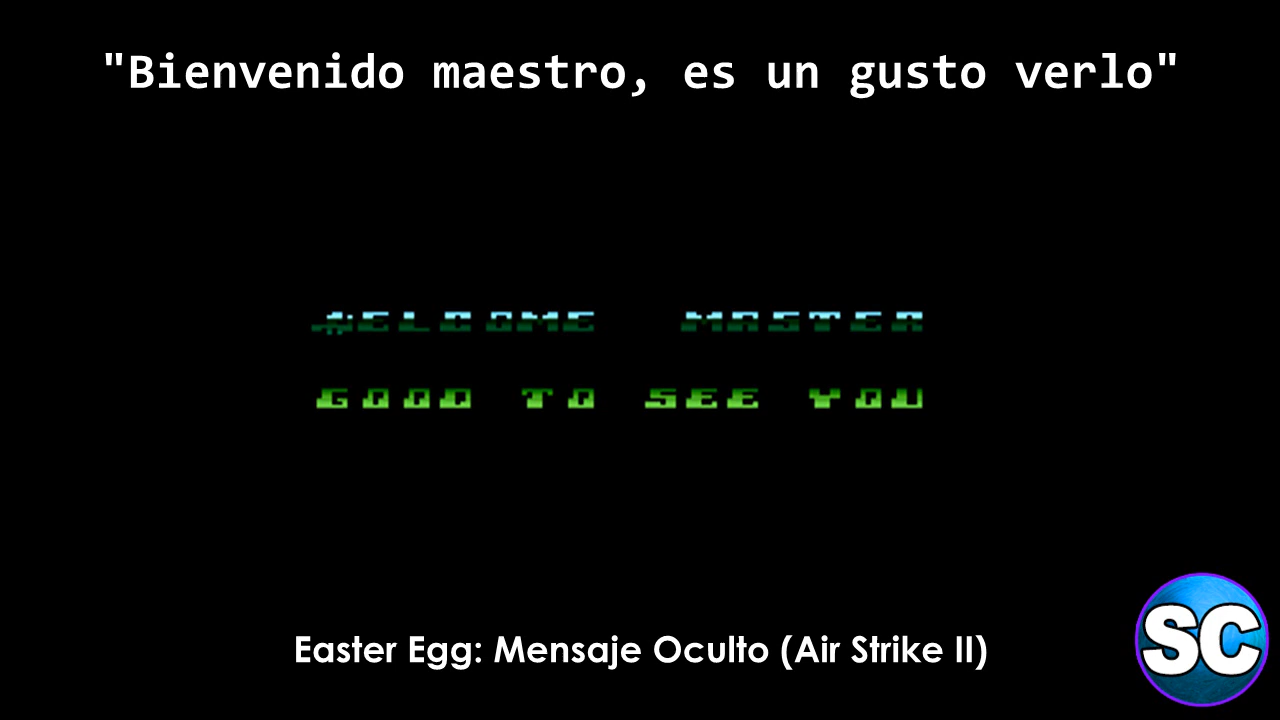 "Bienvenido maestro, es un gusto verlo"
WELCOME MASTER
GOOD TO SEE YOU
Easter Egg: Mensaje Oculto (Air Strike II)
SC